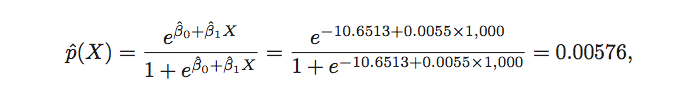 p̂(X) = e^{β̂₀+β̂₁X} / (1 + e^{β̂₀+β̂₁X}) = e^{−10.6513+0.0055×1,000} / (1 + e^{−10.6513+0.0055×1,000}) = 0.00576,